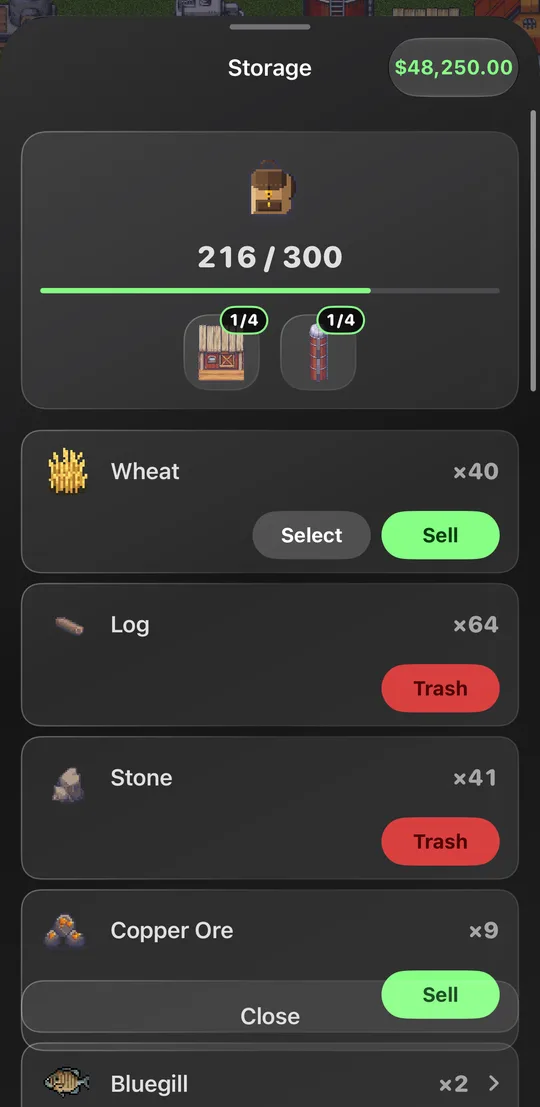 Storage
$48,250.00
216 / 300
1/4
1/4
Wheat
×40
Select
Sell
Log
×64
Trash
Stone
×41
Trash
Copper Ore
×9
Sell
Close
Bluegill
×2